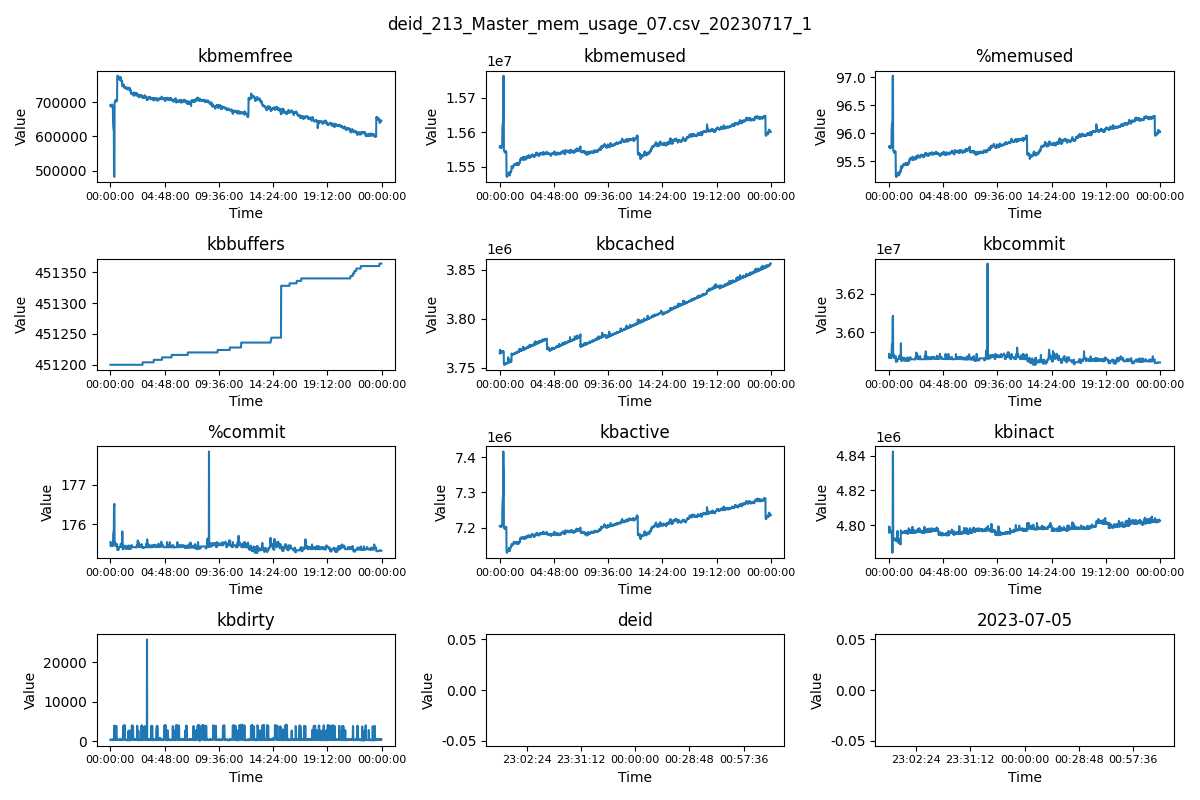 deid_213_Master_mem_usage_07.csv_20230717_1
kbmemfree
Value
700000
600000
500000
00:00:00 04:48:00 09:36:00 14:24:00 19:12:00 00:00:00
Time
kbmemused
1e7
Value
1.57
1.56
1.55
00:00:00 04:48:00 09:36:00 14:24:00 19:12:00 00:00:00
Time
%memused
Value
97.0
96.5
96.0
95.5
00:00:00 04:48:00 09:36:00 14:24:00 19:12:00 00:00:00
Time
kbbuffers
Value
451350
451300
451250
451200
00:00:00 04:48:00 09:36:00 14:24:00 19:12:00 00:00:00
Time
kbcached
1e6
Value
3.85
3.80
3.75
00:00:00 04:48:00 09:36:00 14:24:00 19:12:00 00:00:00
Time
kbcommit
1e7
Value
3.62
3.60
00:00:00 04:48:00 09:36:00 14:24:00 19:12:00 00:00:00
Time
%commit
Value
177
176
00:00:00 04:48:00 09:36:00 14:24:00 19:12:00 00:00:00
Time
kbactive
1e6
Value
7.4
7.3
7.2
00:00:00 04:48:00 09:36:00 14:24:00 19:12:00 00:00:00
Time
kbinact
1e6
Value
4.84
4.82
4.80
00:00:00 04:48:00 09:36:00 14:24:00 19:12:00 00:00:00
Time
kbdirty
Value
20000
10000
0
00:00:00 04:48:00 09:36:00 14:24:00 19:12:00 00:00:00
Time
deid
Value
0.05
0.00
-0.05
23:02:24 23:31:12 00:00:00 00:28:48 00:57:36
Time
2023-07-05
Value
0.05
0.00
-0.05
23:02:24 23:31:12 00:00:00 00:28:48 00:57:36
Time